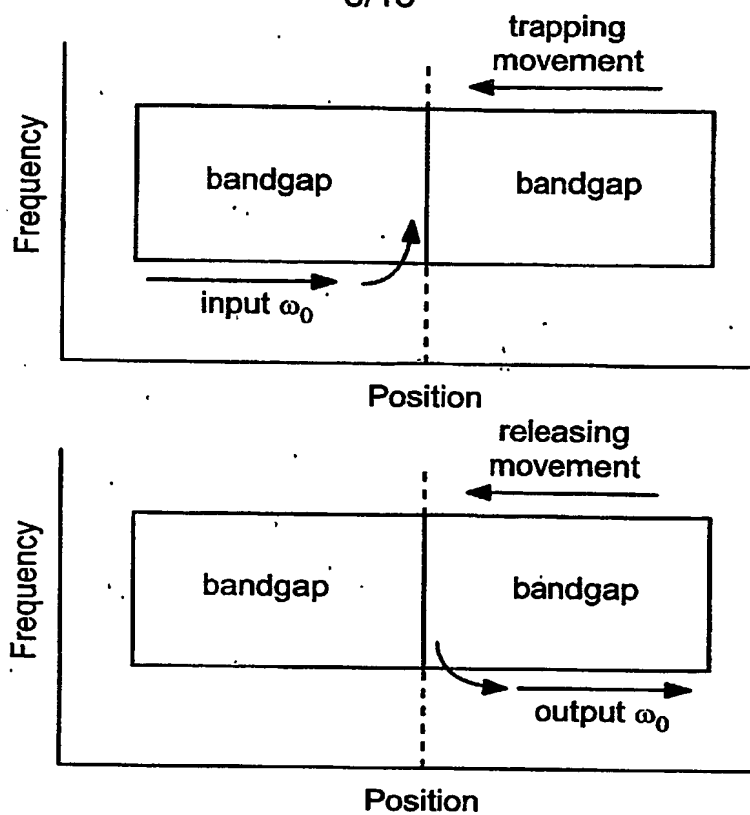 trapping
movement
Frequency
bandgap
bandgap
input ω₀
Position
releasing
movement
Frequency
bandgap
bandgap
output ω₀
Position